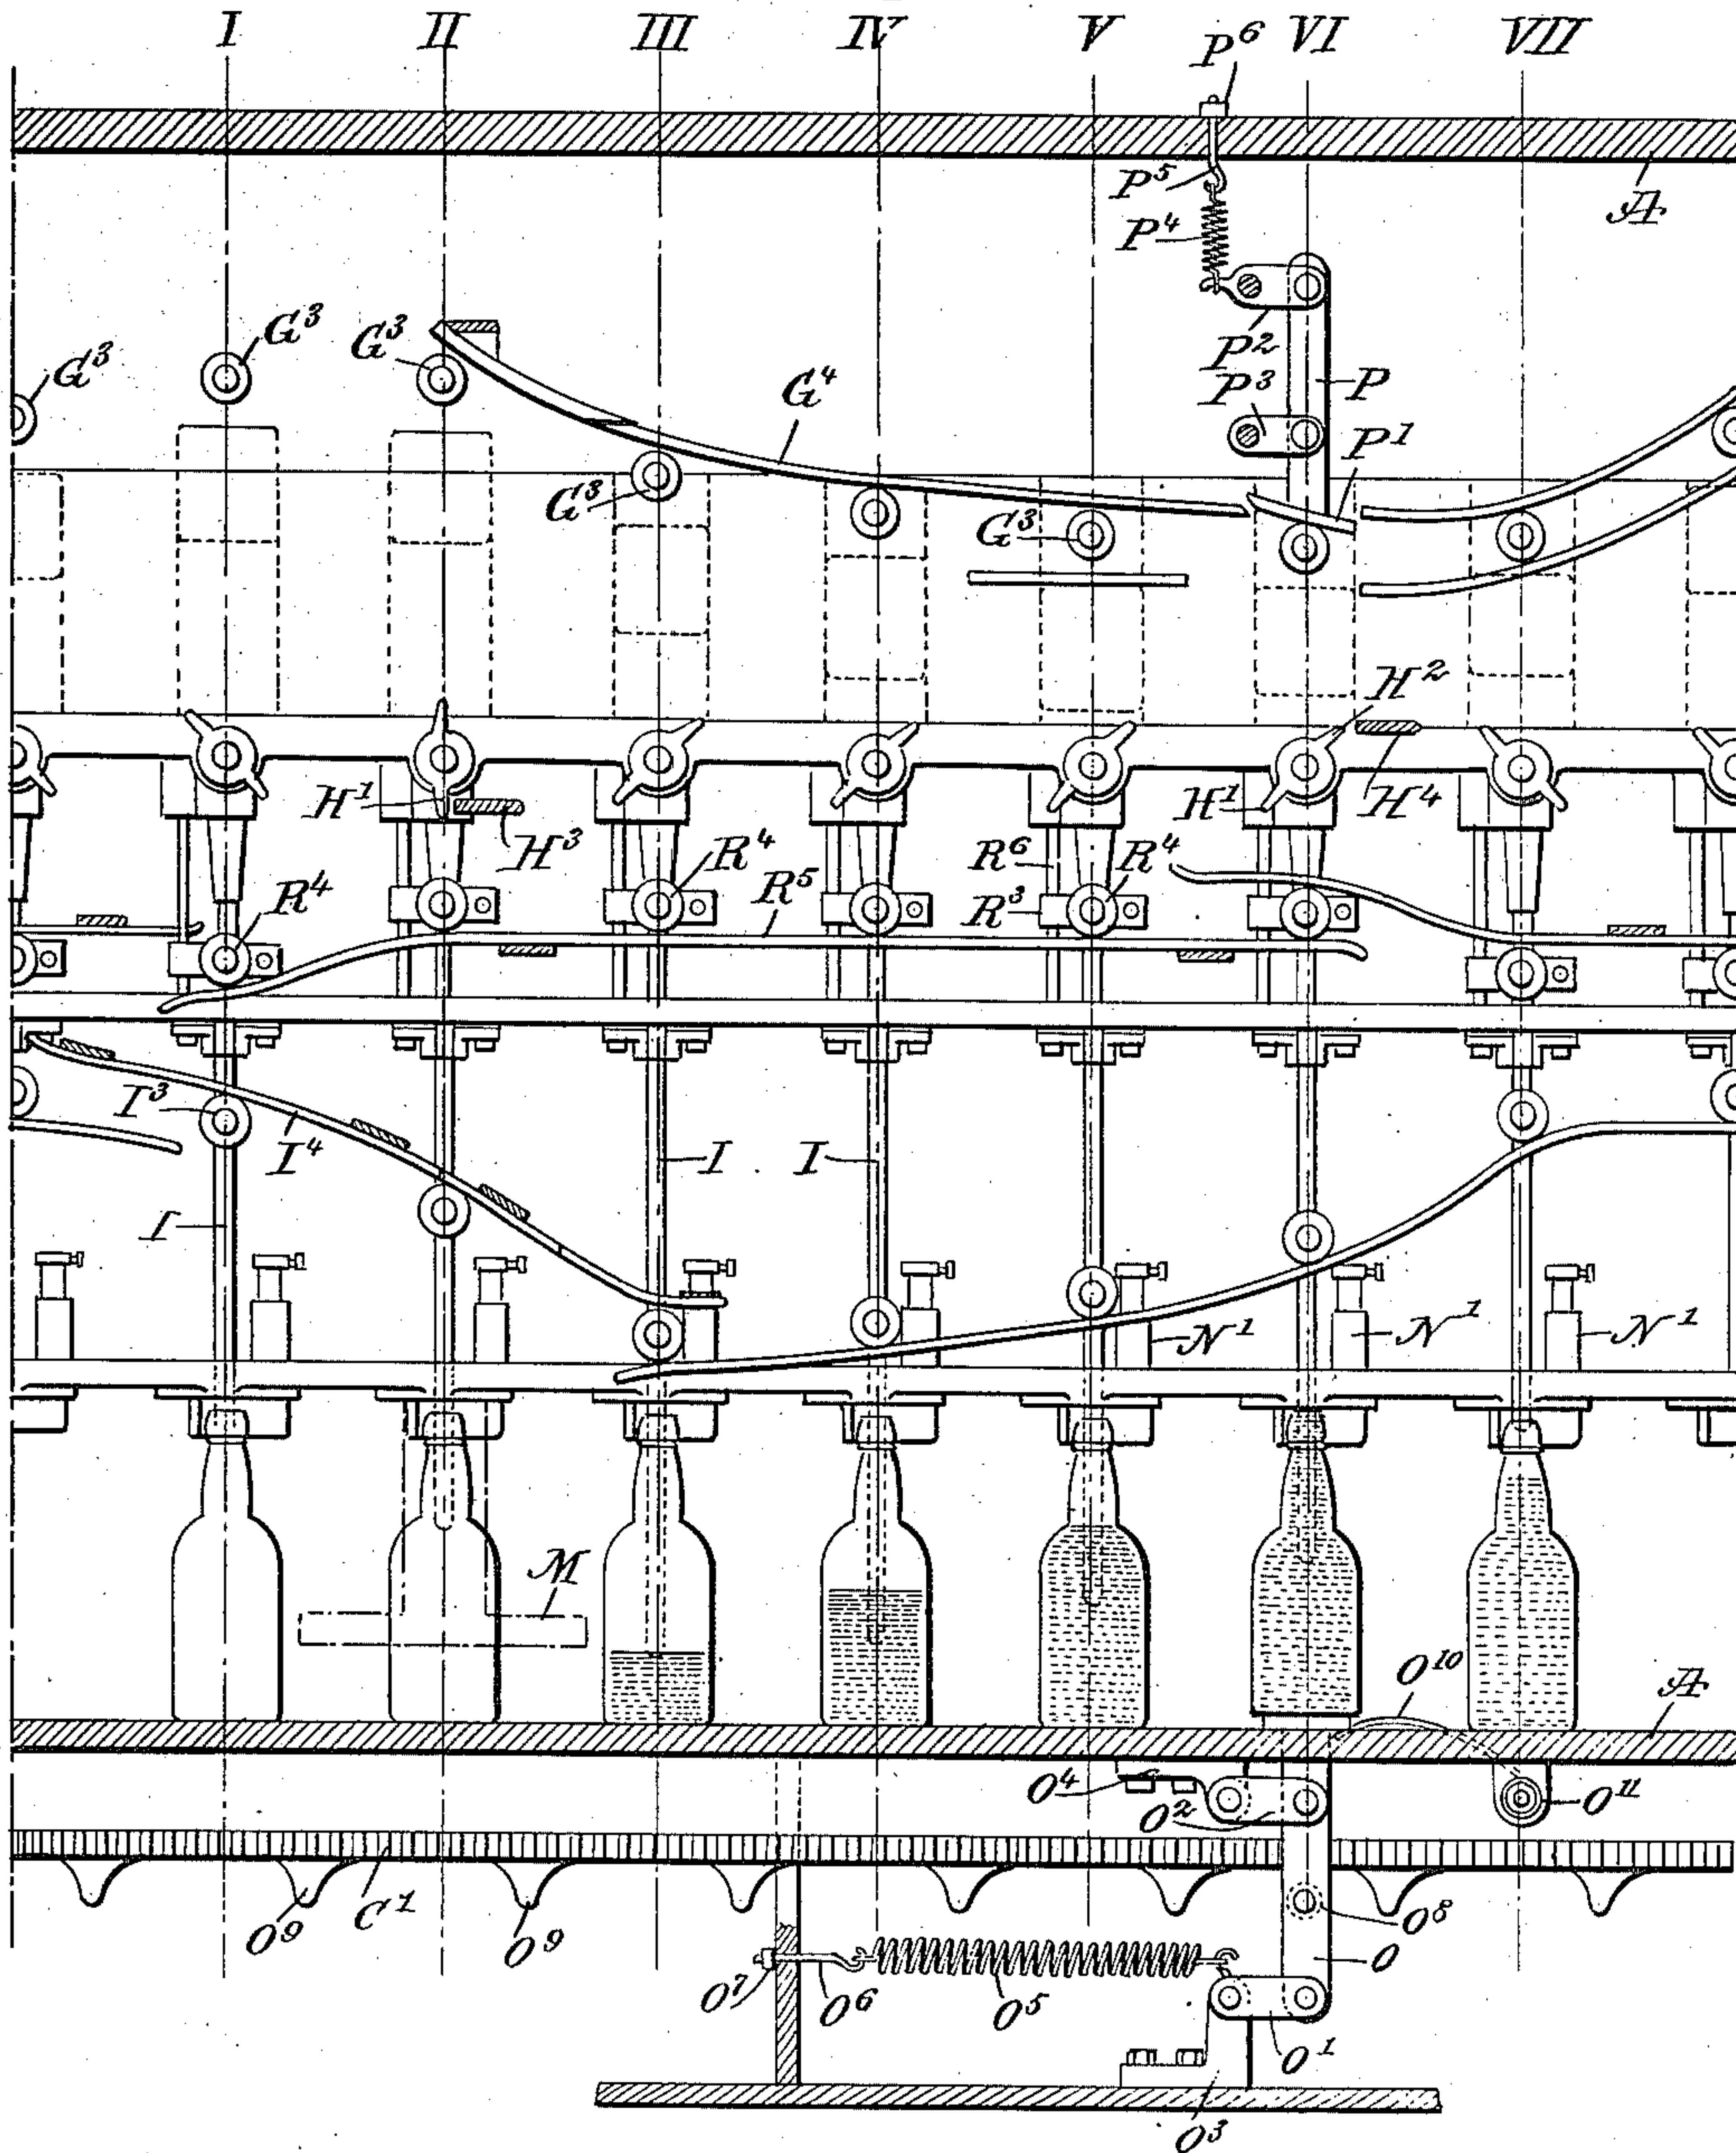 I II III IV V VI VII
P⁶
P⁵
A
P⁴
G³ G³ G³
P²
P³ P
G⁴
P¹
G³ G³
H²
H¹ H³ H¹ H⁴
R⁴ R⁵ R⁶ R⁴
R⁴ R³
I³
I⁴ I I
I
N¹ N¹ N¹
M
O¹⁰ A
O⁴
O² O¹¹
O⁹ C¹ O⁹ O⁸
O
O⁷ O⁶ O⁵
O¹
O³